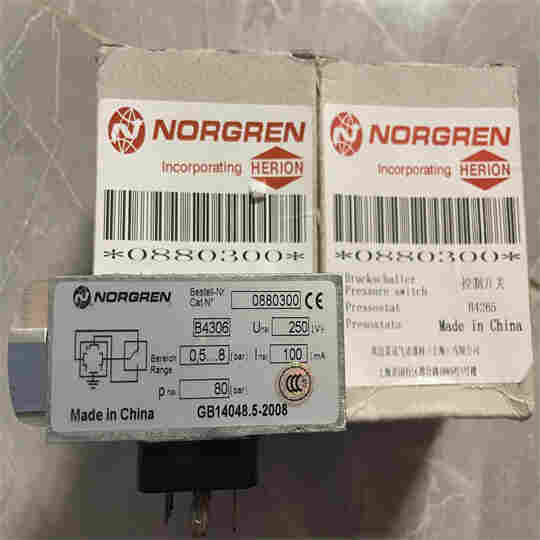 NORGREN
Incorporating HERION
*0880300*
NORGREN
Incorporating HERION
*0880300*
Druckschalter
Pressure switch
控制开关
Pressostat
B4265
Pressostato
Made in China
NORGREN
Bestell-Nr.
Cat N°
0880300 CE
B4306 U 250 (V)
Bereich
Range
0,5...8 (bar) I 100 (mA
p 80 (bar)
CCC
Made in China
GB14048.5-2008